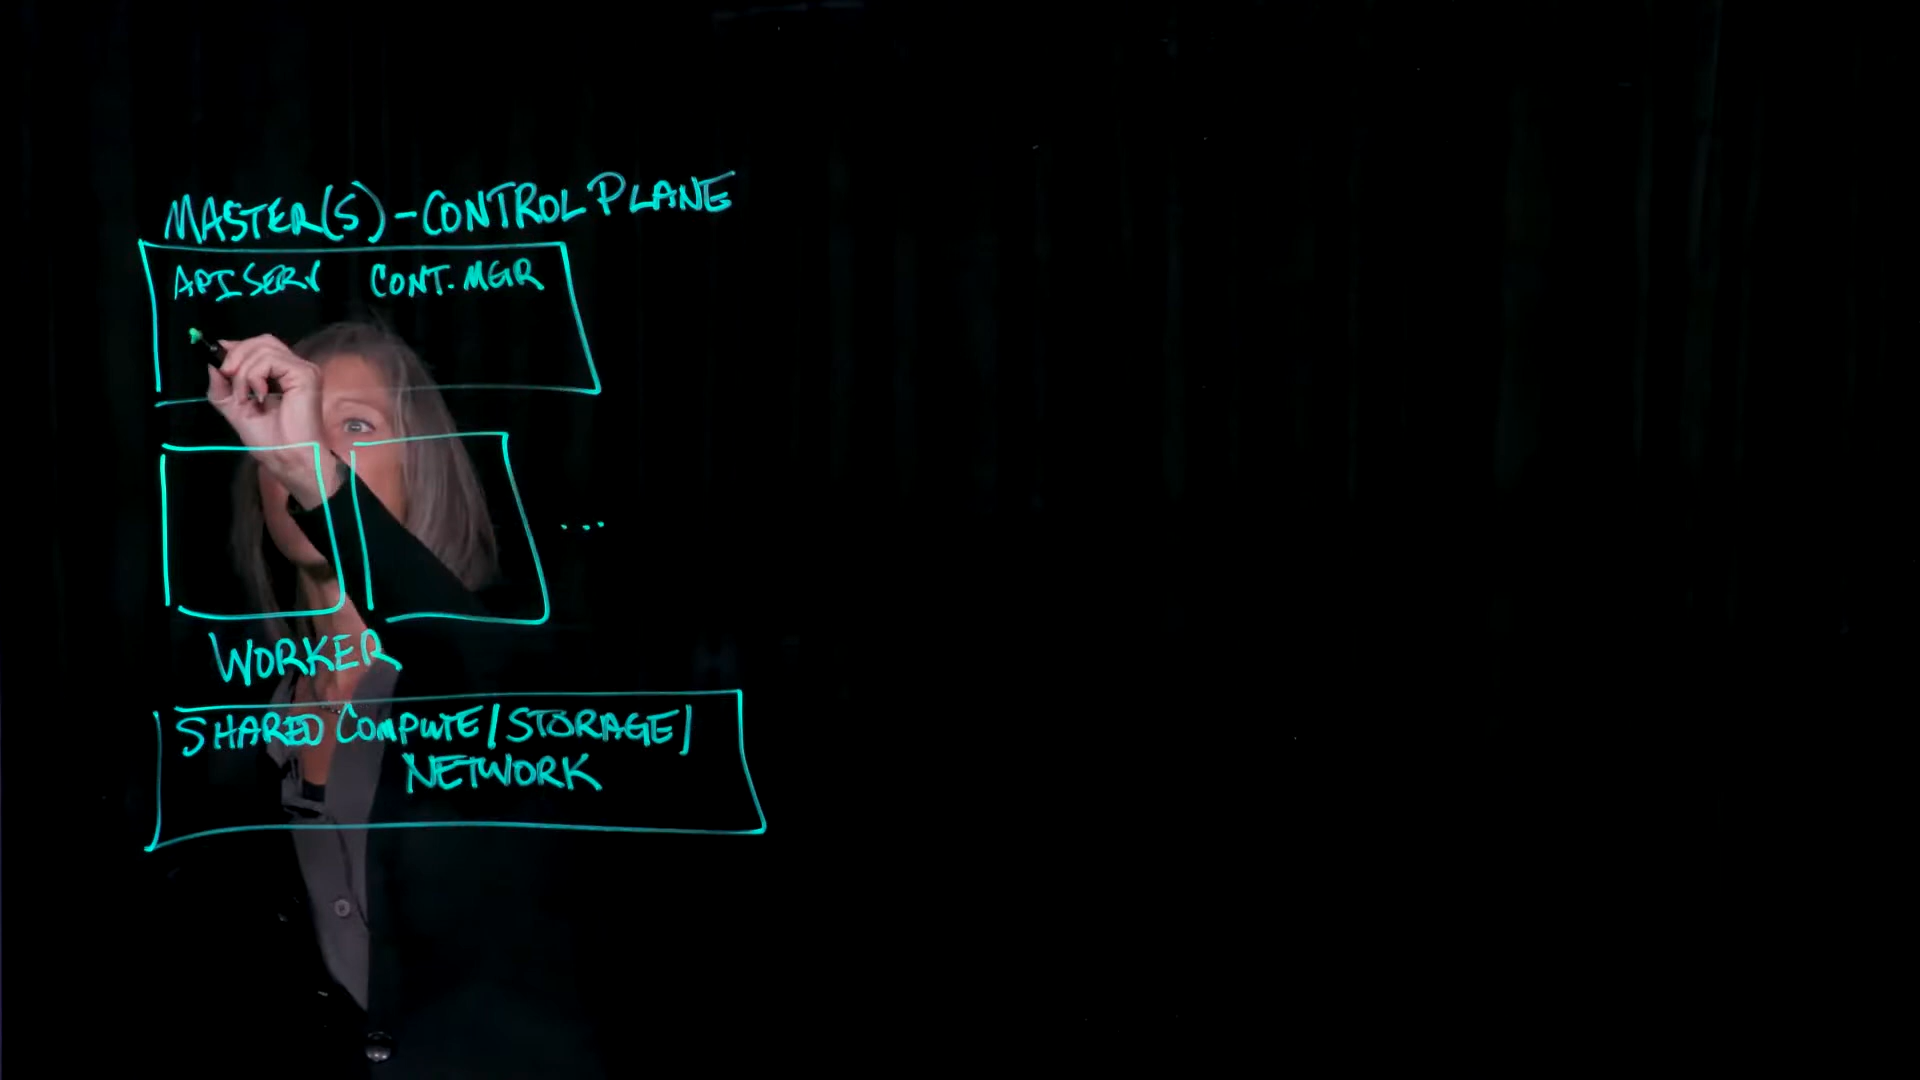 MASTER(S) - CONTROL PLANE
API SERV CONT. MGR
...
WORKER
SHARED COMPUTE/STORAGE/
NETWORK